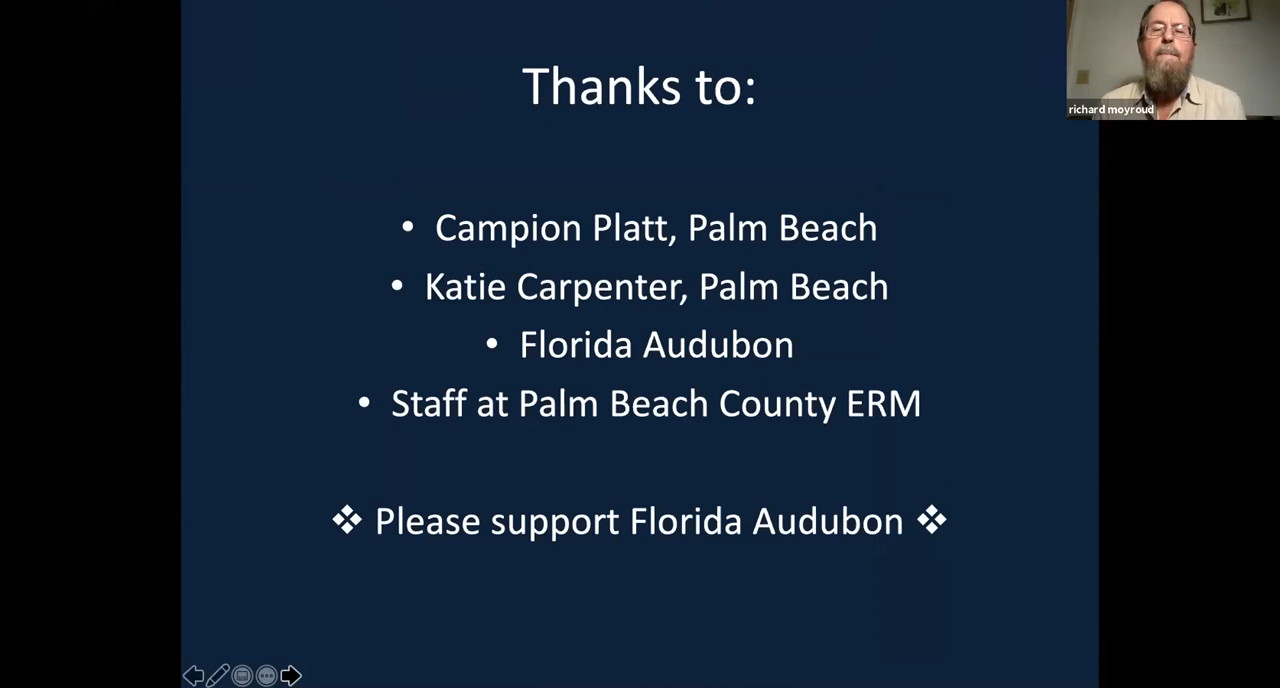 Thanks to:
richard moyroud
• Campion Platt, Palm Beach
• Katie Carpenter, Palm Beach
• Florida Audubon
• Staff at Palm Beach County ERM
❖ Please support Florida Audubon ❖